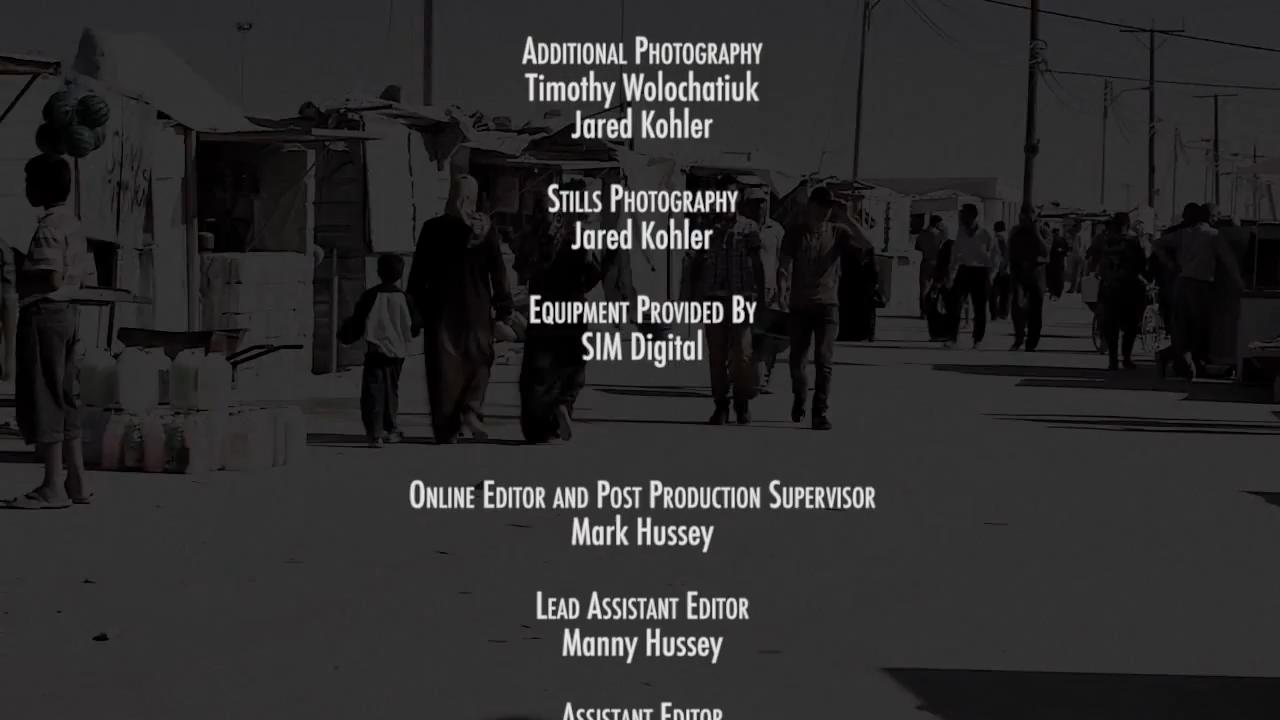 Additional Photography
Timothy Wolochatiuk
Jared Kohler
Stills Photography
Jared Kohler
Equipment Provided By
SIM Digital
Online Editor and Post Production Supervisor
Mark Hussey
Lead Assistant Editor
Manny Hussey
Assistant Editor